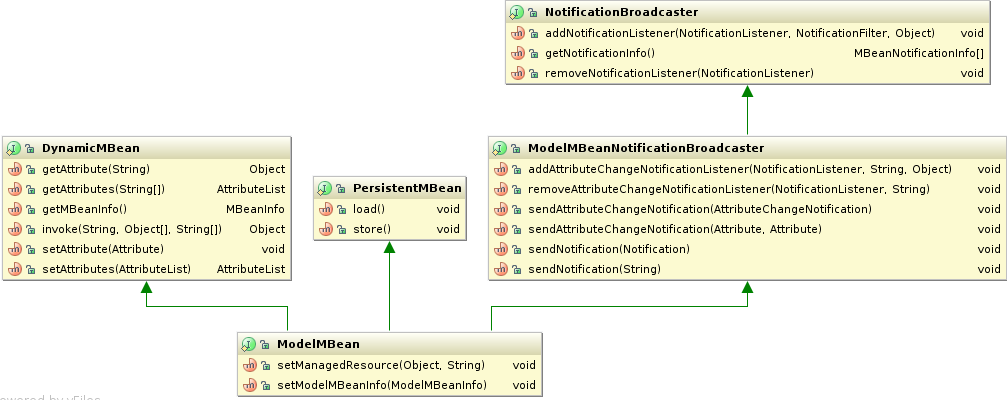 NotificationBroadcaster
addNotificationListener(NotificationListener, NotificationFilter, Object) void
getNotificationInfo() MBeanNotificationInfo[]
removeNotificationListener(NotificationListener) void
DynamicMBean
getAttribute(String) Object
getAttributes(String[]) AttributeList
getMBeanInfo() MBeanInfo
invoke(String, Object[], String[]) Object
setAttribute(Attribute) void
setAttributes(AttributeList) AttributeList
PersistentMBean
load() void
store() void
ModelMBeanNotificationBroadcaster
addAttributeChangeNotificationListener(NotificationListener, String, Object) void
removeAttributeChangeNotificationListener(NotificationListener, String) void
sendAttributeChangeNotification(AttributeChangeNotification) void
sendAttributeChangeNotification(Attribute, Attribute) void
sendNotification(Notification) void
sendNotification(String) void
ModelMBean
setManagedResource(Object, String) void
setModelMBeanInfo(ModelMBeanInfo) void